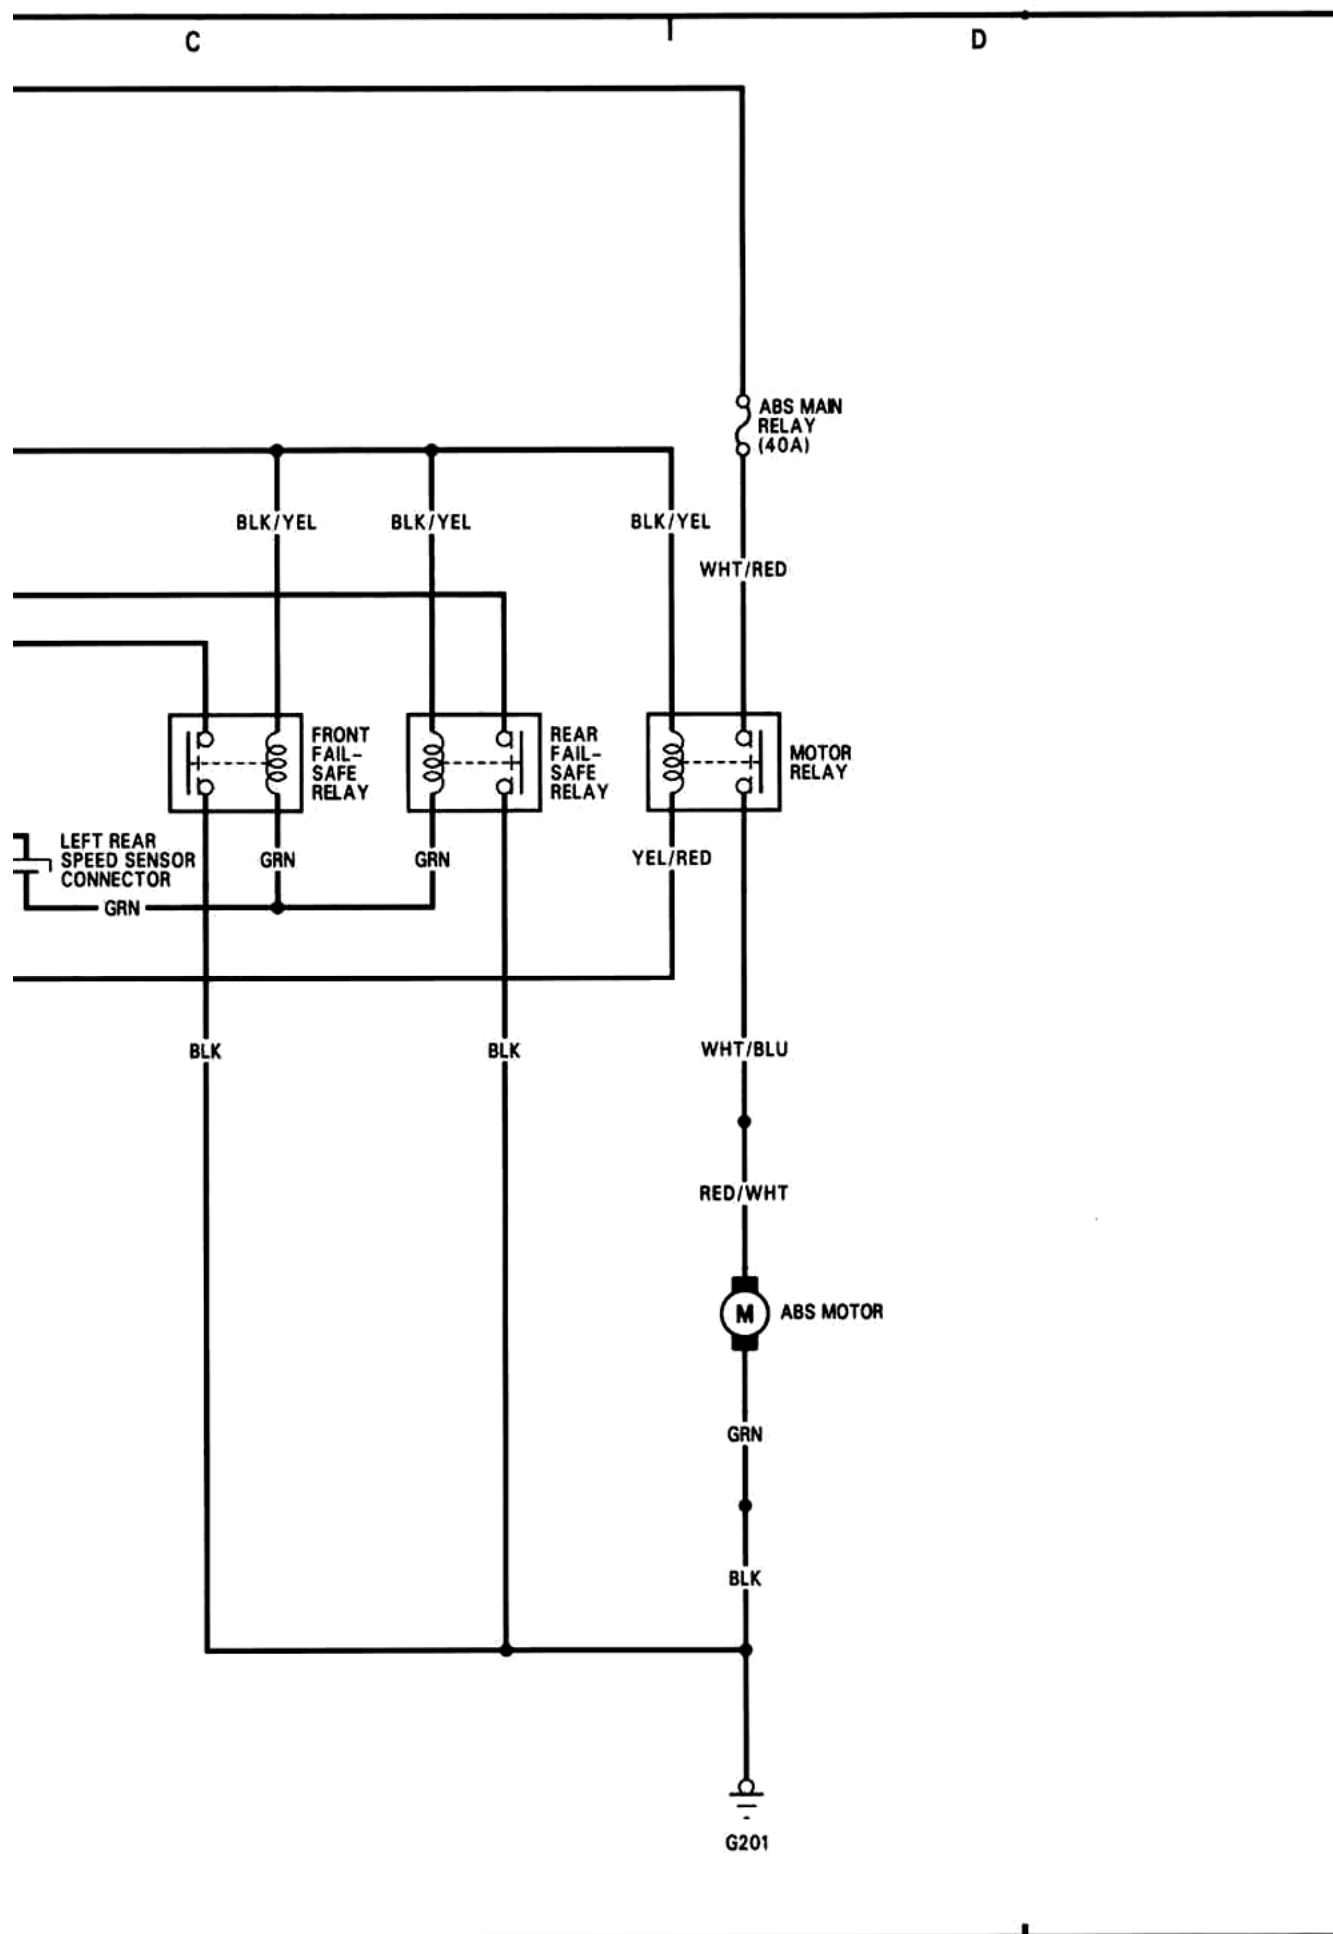 C
D
ABS MAIN
RELAY
(40A)
BLK/YEL
BLK/YEL
BLK/YEL
WHT/RED
FRONT
FAIL-
SAFE
RELAY
REAR
FAIL-
SAFE
RELAY
MOTOR
RELAY
LEFT REAR
SPEED SENSOR
CONNECTOR
GRN
GRN
YEL/RED
GRN
BLK
BLK
WHT/BLU
RED/WHT
M
ABS MOTOR
GRN
BLK
G201